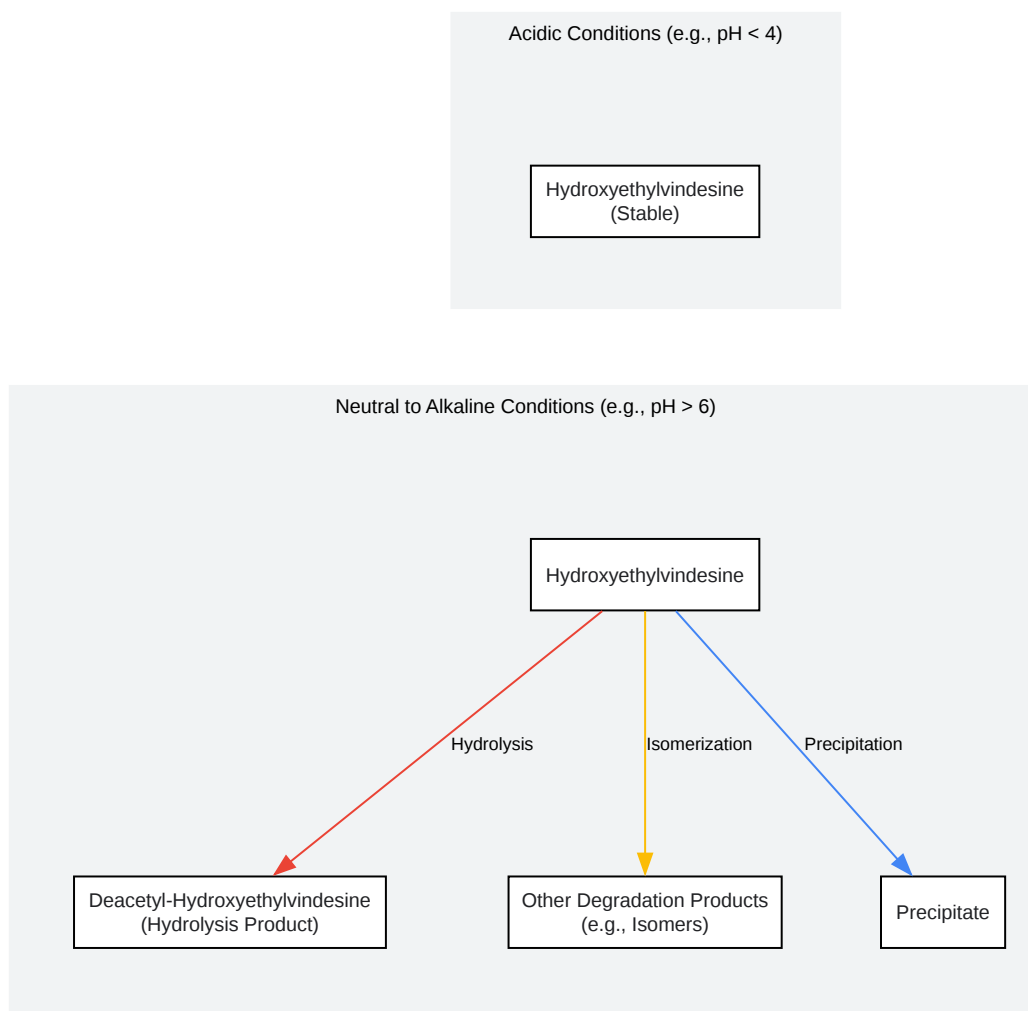 Acidic Conditions (e.g., pH < 4)
Hydroxyethylvindesine
(Stable)
Neutral to Alkaline Conditions (e.g., pH > 6)
Hydroxyethylvindesine
Hydrolysis
Isomerization
Precipitation
Deacetyl-Hydroxyethylvindesine
(Hydrolysis Product)
Other Degradation Products
(e.g., Isomers)
Precipitate